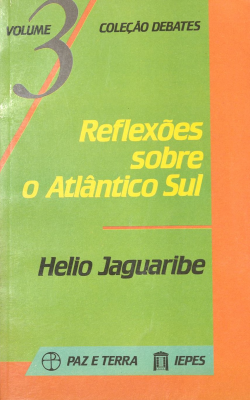 VOLUME 3 COLEÇÃO DEBATES
Reflexões
sobre
o Atlântico Sul
Helio Jaguaribe
PAZ E TERRA IEPES